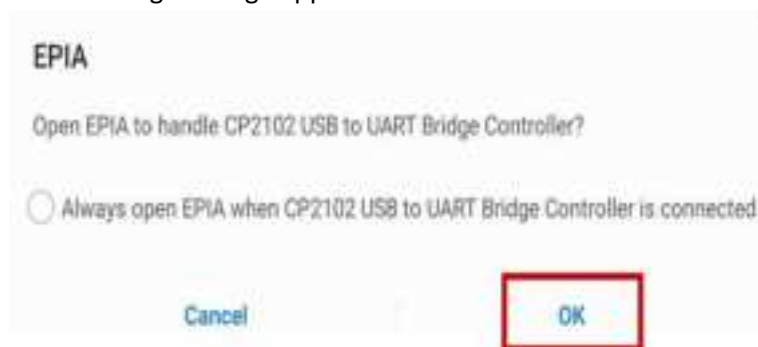 EPIA
Open EPIA to handle CP2102 USB to UART Bridge Controller?
Always open EPIA when CP2102 USB to UART Bridge Controller is connected
Cancel
OK